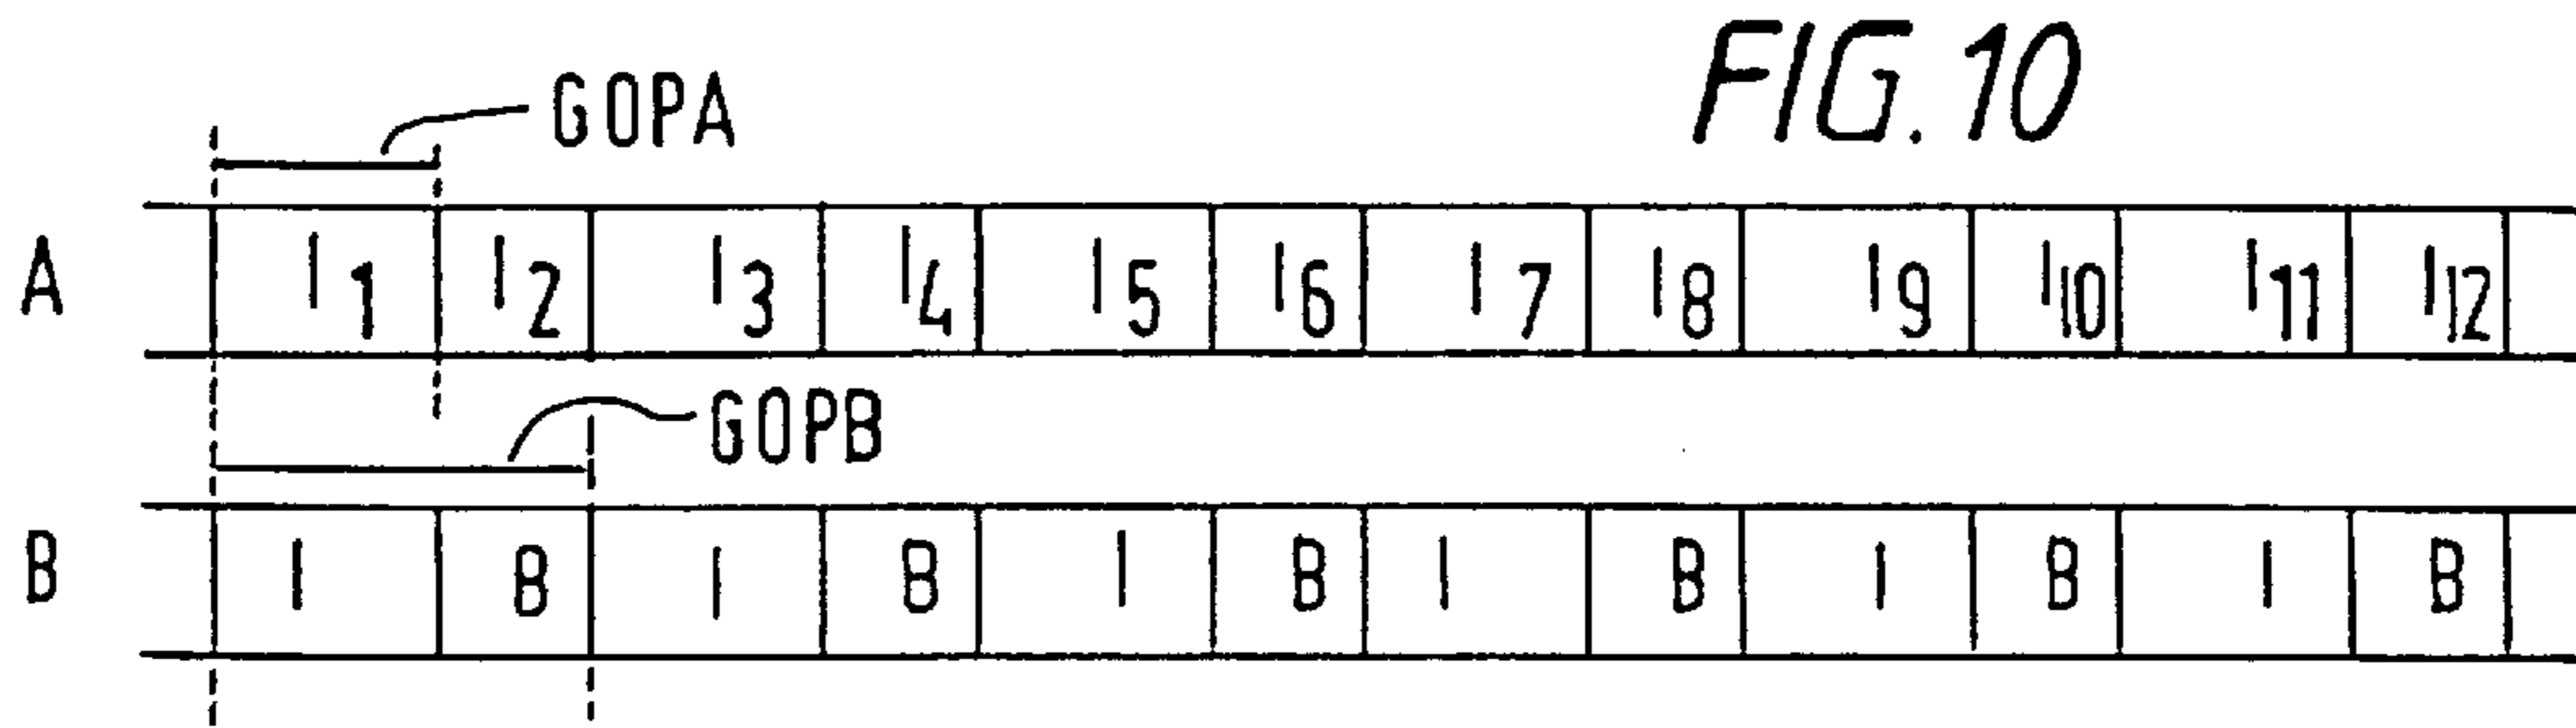 FIG. 10
GOPA
A I1 I2 I3 I4 I5 I6 I7 I8 I9 I10 I11 I12
GOPB
B I B I B I B I B I B I B